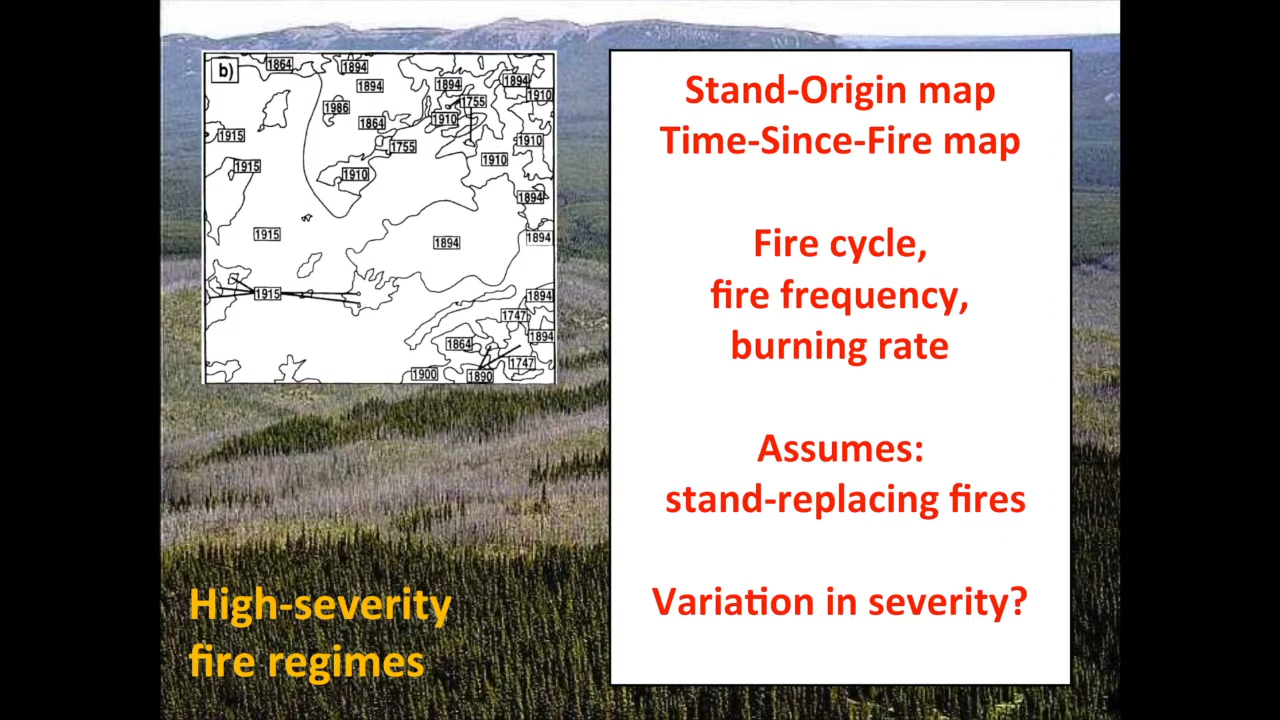 b)
1864
1894
1894
1894
1894
1910
1986
1755
1864
1910
1915
1755
1910
1910
1915
1910
1894
1915
1894
1894
1915
1894
1747
1864
1894
1747
1900
1890
Stand-Origin map
Time-Since-Fire map
Fire cycle,
fire frequency,
burning rate
Assumes:
stand-replacing fires
Variation in severity?
High-severity
fire regimes